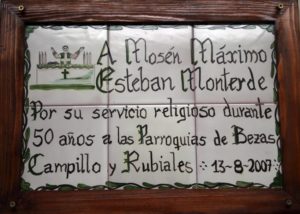 A Mosén Máximo
Esteban Monterde
Por su servicio religioso durante
50 años a las Parroquias de Bezas
Campillo y Rubiales ·:· 13-8-2007 ·:·